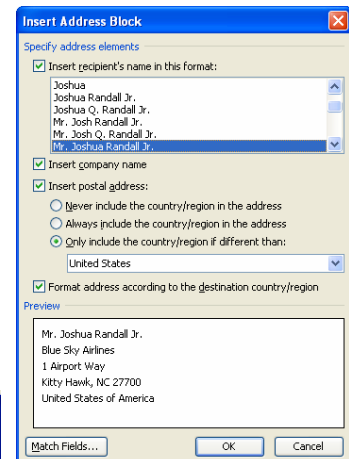 Insert Address Block
Specify address elements
Insert recipient's name in this format:
Joshua
Joshua Randall Jr.
Joshua Q. Randall Jr.
Mr. Josh Randall Jr.
Mr. Josh Q. Randall Jr.
Mr. Joshua Randall Jr.
Insert company name
Insert postal address:
Never include the country/region in the address
Always include the country/region in the address
Only include the country/region if different than:
United States
Format address according to the destination country/region
Preview
Mr. Joshua Randall Jr.
Blue Sky Airlines
1 Airport Way
Kitty Hawk, NC 27700
United States of America
Match Fields... OK Cancel